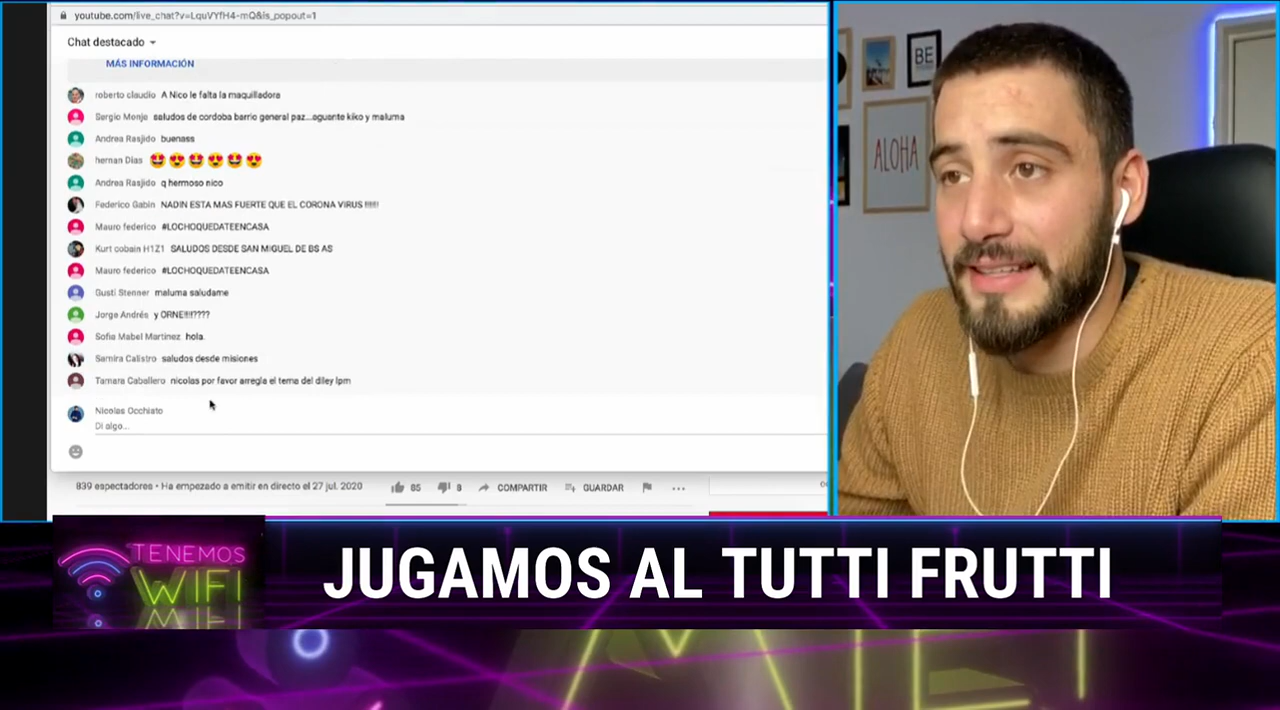 youtube.com/live_chat?v=LquVYfH4-mQ&is_popout=1
Chat destacado
MÁS INFORMACIÓN
roberto claudio A Nico le falta la maquilladora
Sergio Monje saludos de cordoba barrio general paz...aguante kiko y maluma
Andrea Rasjido buenass
hernan Dias
Andrea Rasjido q hermoso nico
Federico Gabin NADIN ESTA MAS FUERTE QUE EL CORONA VIRUS !!!!!!
Mauro federico #LOCHOQUEDATEENCASA
Kurt cobain H1Z1 SALUDOS DESDE SAN MIGUEL DE BS AS
Mauro federico #LOCHOQUEDATEENCASA
Gusti Stenner maluma saludame
Jorge Andrés y ORNE!!!!????
Sofia Mabel Martinez hola.
Samira Calistro saludos desde misiones
Tamara Caballero nicolas por favor arregla el tema del diley lpm
Nicolas Occhiato
Di algo...
839 espectadores • Ha empezado a emitir en directo el 27 jul. 2020
85
8
COMPARTIR
GUARDAR
BE
ALOHA
TENEMOS
WIFI
JUGAMOS AL TUTTI FRUTTI